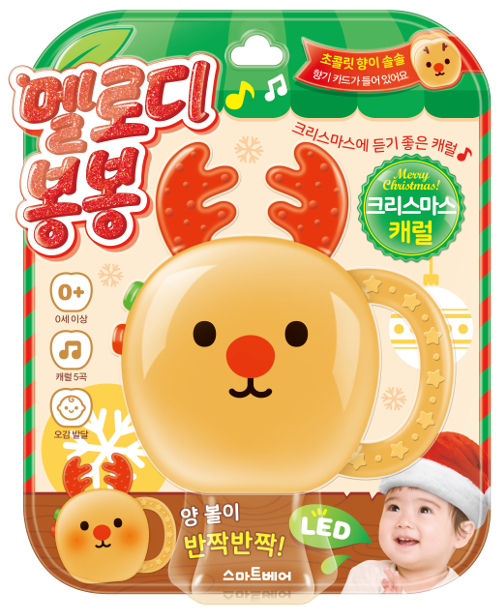 초콜릿 향이 솔솔
향기 카드가 들어 있어요
멜로디
봉봉
크리스마스에 듣기 좋은 캐럴
Merry
Christmas!
크리스마스
캐럴
0+
0세 이상
캐럴 5곡
오감 발달
양 볼이
반짝반짝!
LED
스마트베어